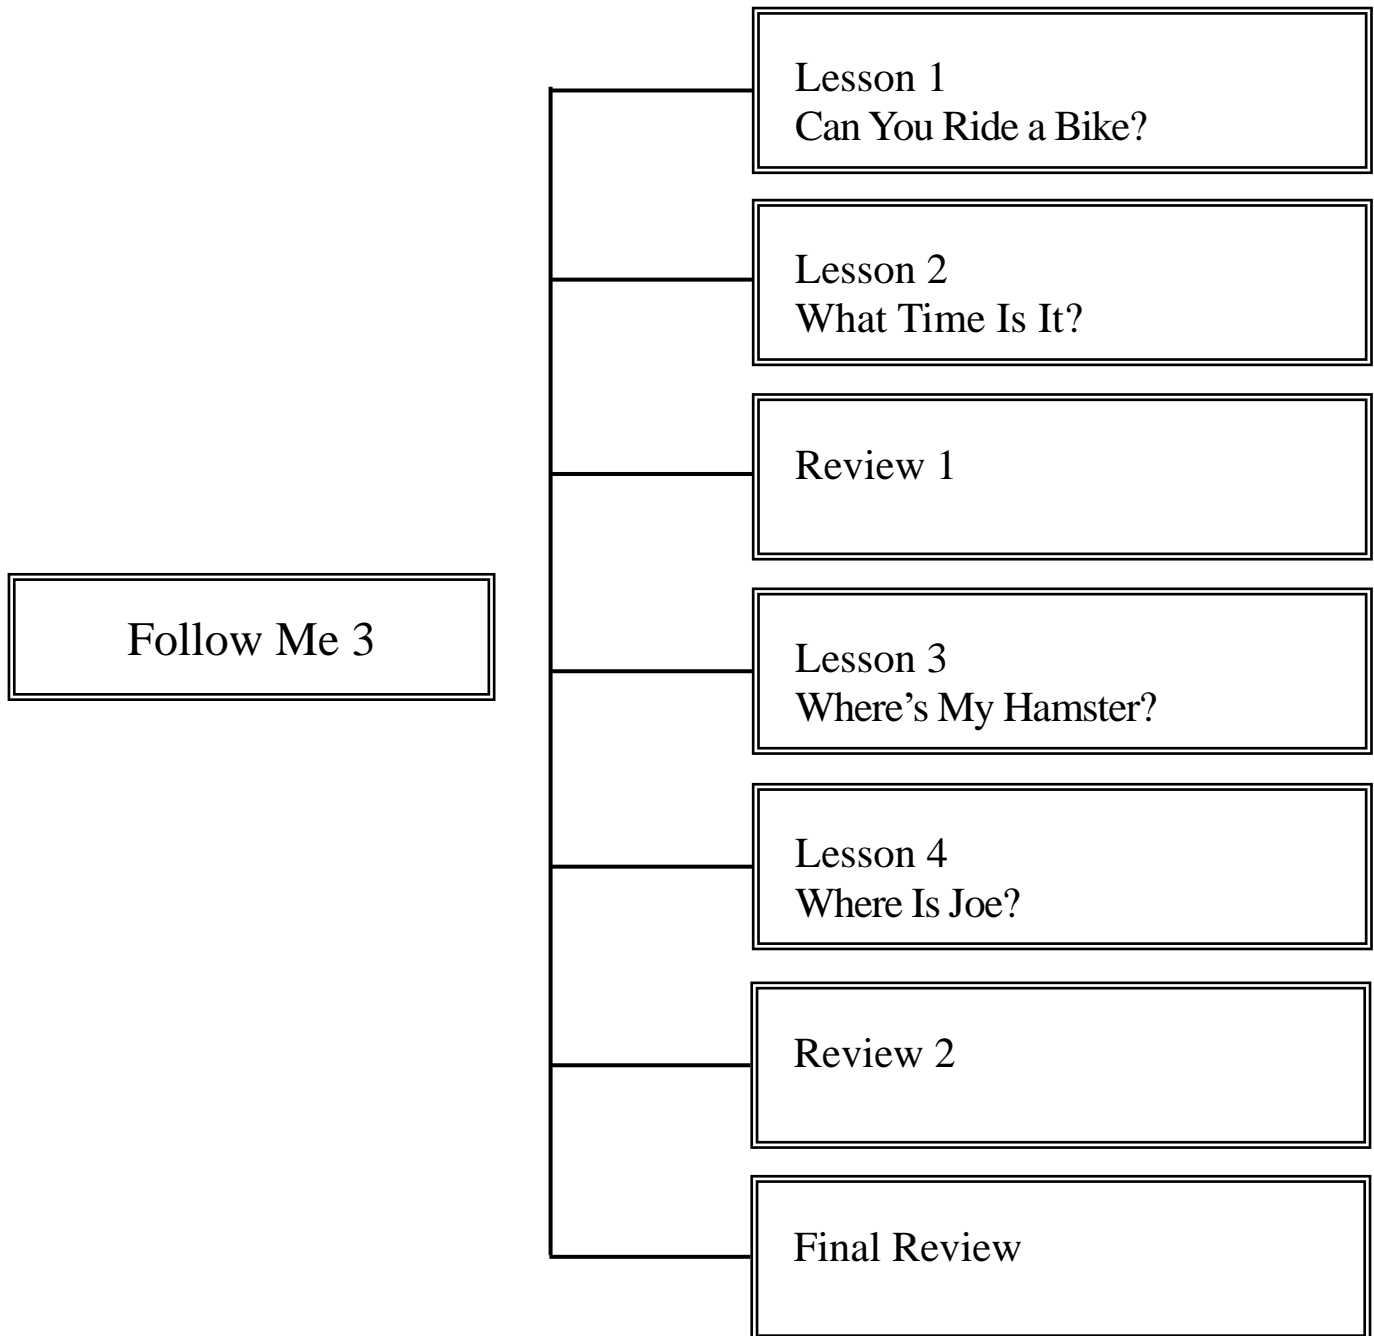 Follow Me 3
Lesson 1
Can You Ride a Bike?
Lesson 2
What Time Is It?
Review 1
Lesson 3
Where’s My Hamster?
Lesson 4
Where Is Joe?
Review 2
Final Review